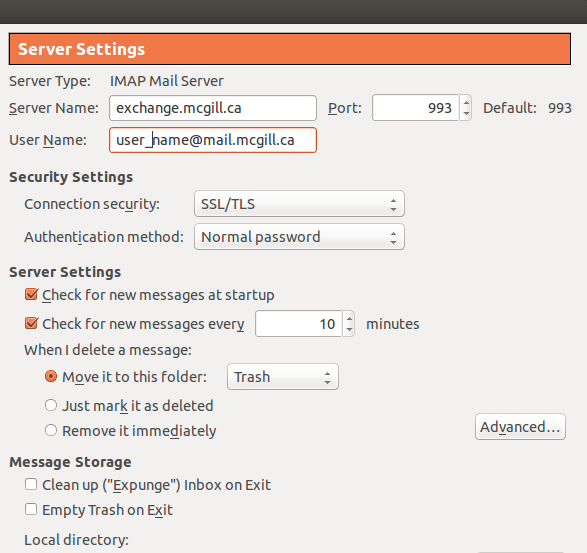 Server Settings
Server Type: IMAP Mail Server
Server Name: exchange.mcgill.ca Port: 993 Default: 993
User Name: user_name@mail.mcgill.ca
Security Settings
Connection security: SSL/TLS
Authentication method: Normal password
Server Settings
Check for new messages at startup
Check for new messages every 10 minutes
When I delete a message:
Move it to this folder: Trash
Just mark it as deleted
Remove it immediately
Advanced...
Message Storage
Clean up ("Expunge") Inbox on Exit
Empty Trash on Exit
Local directory: